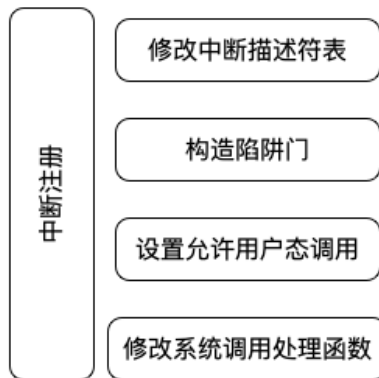 中断注册
修改中断描述符表
构造陷阱门
设置允许用户态调用
修改系统调用处理函数